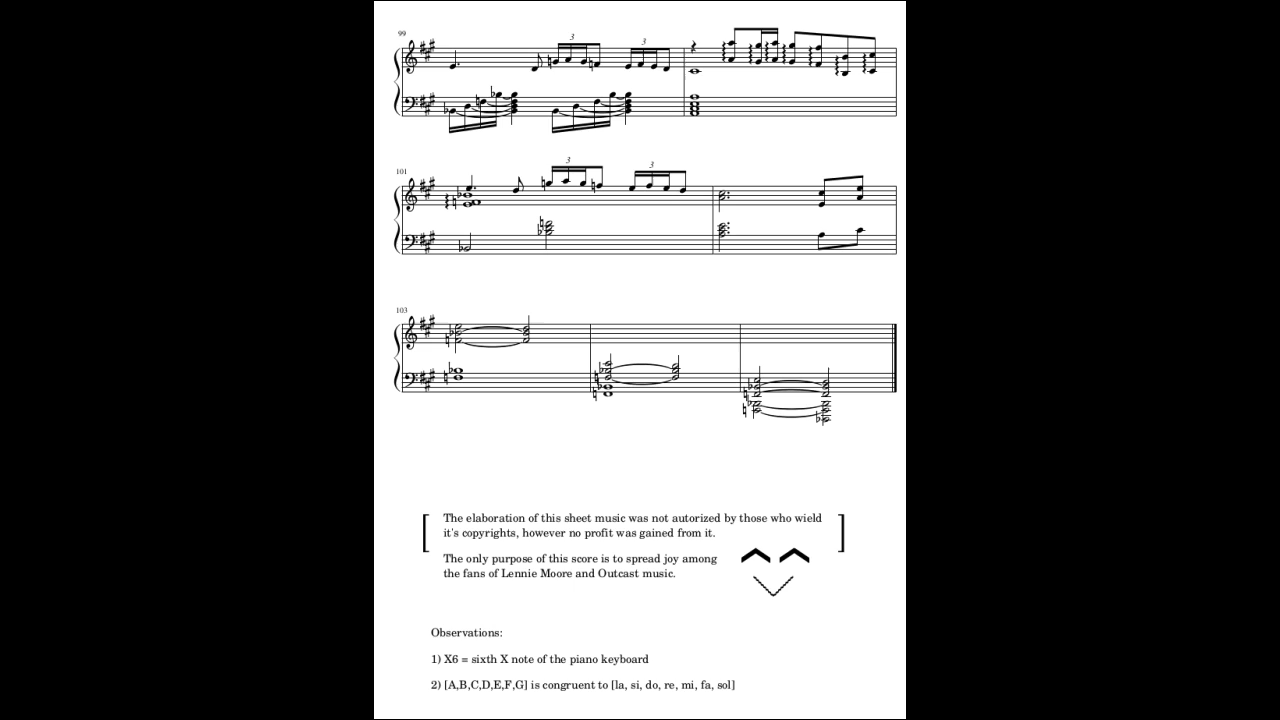 99
3
3
101
3
3
103
The elaboration of this sheet music was not autorized by those who wield
it's copyrights, however no profit was gained from it.
The only purpose of this score is to spread joy among
the fans of Lennie Moore and Outcast music.
Observations:
1) X6 = sixth X note of the piano keyboard
2) [A,B,C,D,E,F,G] is congruent to [la, si, do, re, mi, fa, sol]